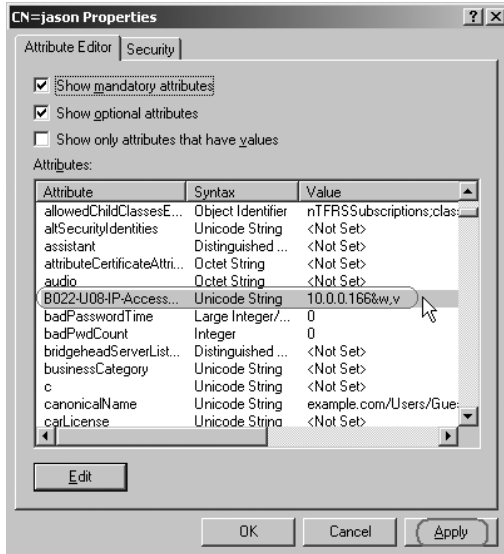 CN=jason Properties
Attribute Editor Security
Show mandatory attributes
Show optional attributes
Show only attributes that have values
Attributes:
Attribute Syntax Value
allowedChildClassesE... Object Identifier nTFRSSubscriptions;clas
altSecurityIdentities Unicode String <Not Set>
assistant Distinguished ... <Not Set>
attributeCertificateAttri... Octet String <Not Set>
audio Octet String <Not Set>
B022-U08-IP-Access... Unicode String 10.0.0.166&w,v
badPasswordTime Large Integer/... 0
badPwdCount Integer 0
bridgeheadServerList... Distinguished ... <Not Set>
businessCategory Unicode String <Not Set>
c Unicode String <Not Set>
canonicalName Unicode String example.com/Users/Gue
carLicense Unicode String <Not Set>
Edit
OK Cancel Apply